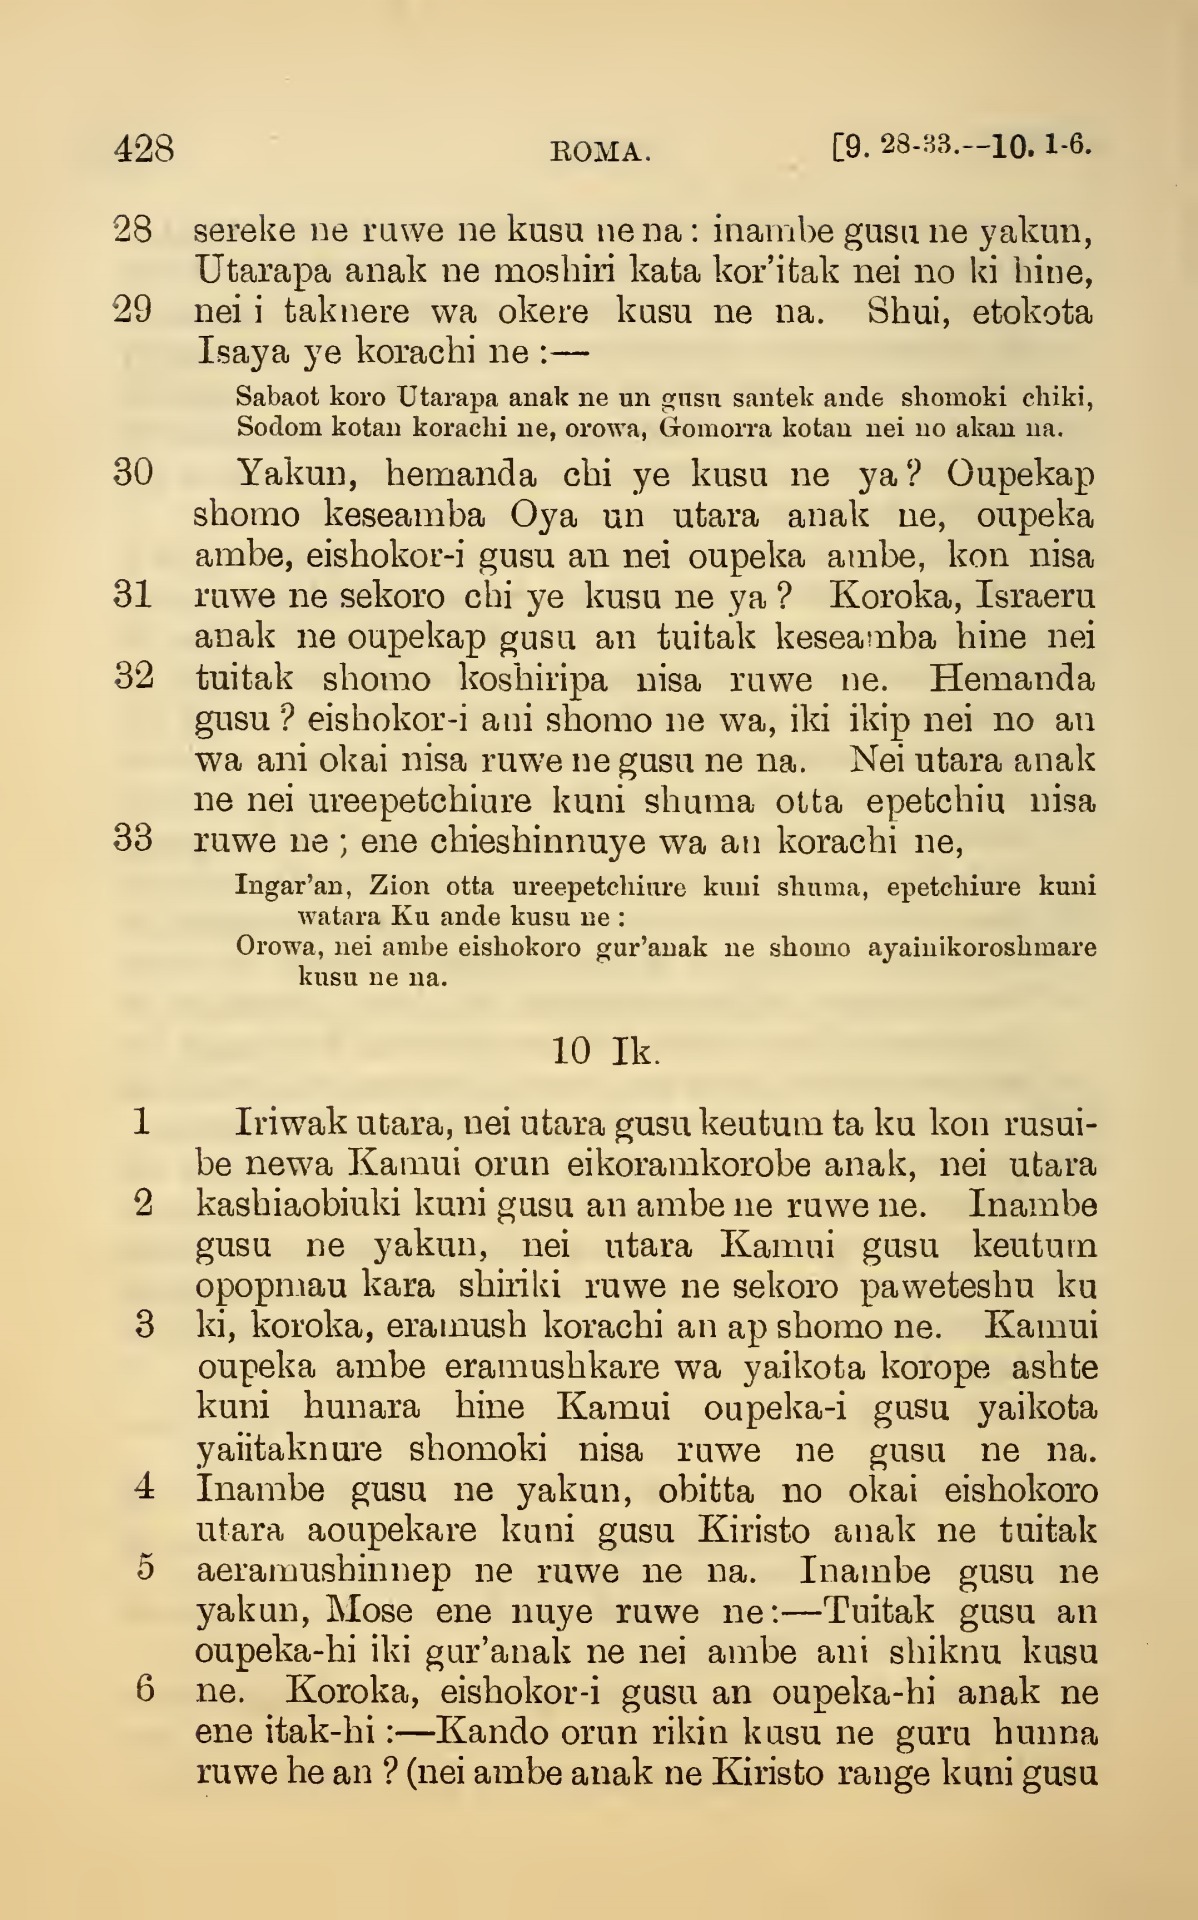 428 ROMA. [9. 28-33.--10. 1-6.
28 sereke ne ruwe ne kusu ne na : inambe gusu ne yakun,
Utarapa anak ne moshiri kata kor'itak nei no ki hine,
29 nei i taknere wa okere kusu ne na. Shui, etokota
Isaya ye korachi ne :—
Sabaot koro Utarapa anak ne un gusu santek ande shomoki chiki,
Sodom kotan korachi ne, orowa, Gomorra kotan nei no akan na.
30 Yakun, hemanda chi ye kusu ne ya ? Oupekap
shomo keseamba Oya un utara anak ne, oupeka
ambe, eishokor-i gusu an nei oupeka ambe, kon nisa
31 ruwe ne sekoro chi ye kusu ne ya ? Koroka, Israeru
anak ne oupekap gusu an tuitak keseamba hine nei
32 tuitak shomo koshiripa nisa ruwe ne. Hemanda
gusu ? eishokor-i ani shomo ne wa, iki ikip nei no an
wa ani okai nisa ruwe ne gusu ne na. Nei utara anak
ne nei ureepetchiure kuni shuma otta epetchiu nisa
33 ruwe ne ; ene chieshinnuye wa an korachi ne,
Ingar'an, Zion otta ureepetchiure kuni shuma, epetchiure kuni
watara Ku ande kusu ne :
Orowa, nei ambe eishokoro gur'anak ne shomo ayainikoroshmare
kusu ne na.
10 Ik.
1 Iriwak utara, nei utara gusu keutum ta ku kon rusui-
be newa Kamui orun eikoramkorobe anak, nei utara
2 kashiaobiuki kuni gusu an ambe ne ruwe ne. Inambe
gusu ne yakun, nei utara Kamui gusu keutum
opopmau kara shiriki ruwe ne sekoro paweteshu ku
3 ki, koroka, eramush korachi an ap shomo ne. Kamui
oupeka ambe eramushkare wa yaikota korope ashte
kuni hunara hine Kamui oupeka-i gusu yaikota
yaiitaknure shomoki nisa ruwe ne gusu ne na.
4 Inambe gusu ne yakun, obitta no okai eishokoro
utara aoupekare kuni gusu Kiristo anak ne tuitak
5 aeramushinnep ne ruwe ne na. Inambe gusu ne
yakun, Mose ene nuye ruwe ne:—Tuitak gusu an
oupeka-hi iki gur'anak ne nei ambe ani shiknu kusu
6 ne. Koroka, eishokor-i gusu an oupeka-hi anak ne
ene itak-hi :—Kando orun rikin kusu ne guru hunna
ruwe he an ? (nei ambe anak ne Kiristo range kuni gusu